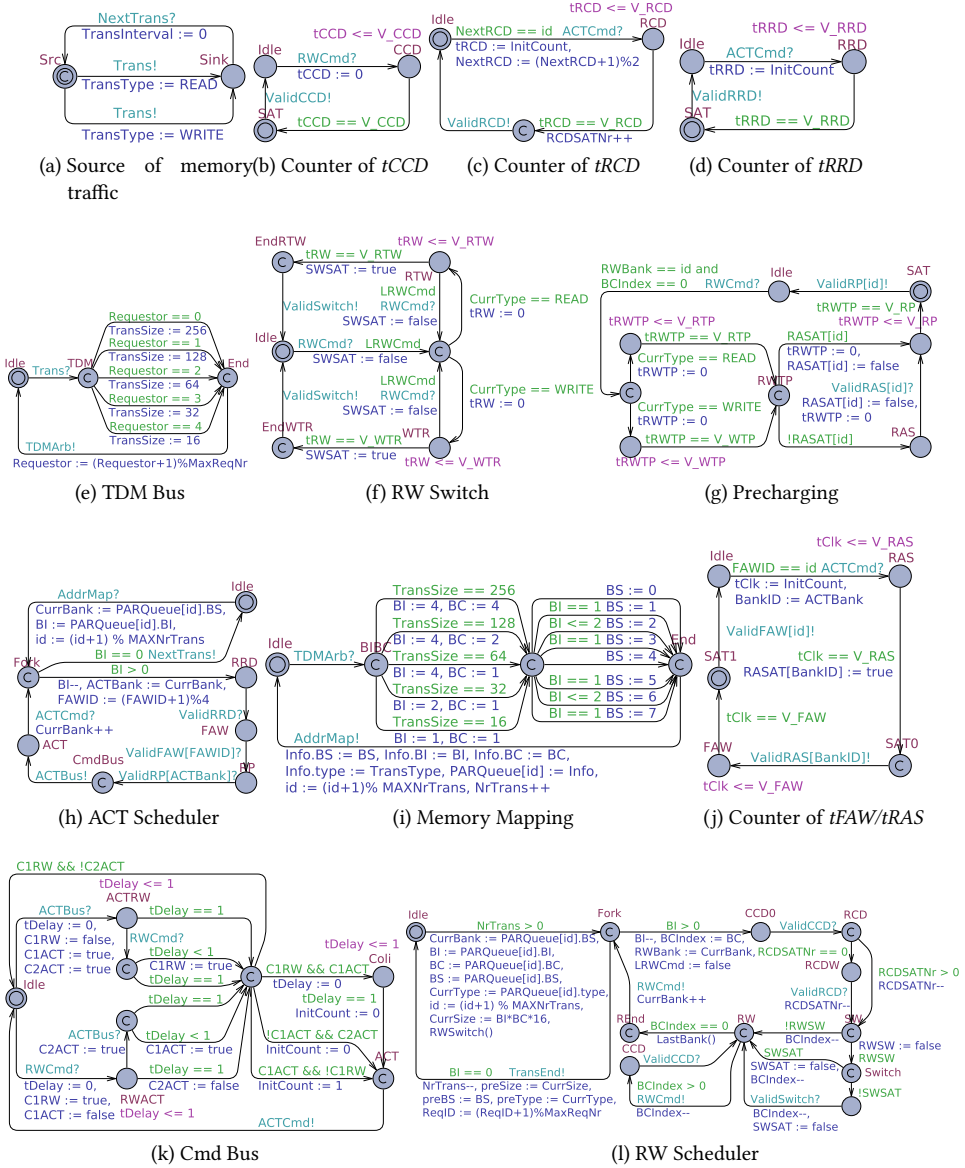 NextTrans?
TransInterval := 0
Src
Sink
Trans!
TransType := READ
Trans!
TransType := WRITE
(a) Source of memory
traffic
tCCD <= V_CCD
Idle
CCD
RWCmd?
tCCD := 0
ValidCCD!
SAT
tCCD == V_CCD
(b) Counter of tCCD
tRCD <= V_RCD
Idle
RCD
NextRCD == id
ACTCmd?
tRCD := InitCount,
NextRCD := (NextRCD+1)%2
ValidRCD!
tRCD == V_RCD
RCDSATNr++
(c) Counter of tRCD
tRRD <= V_RRD
Idle
RRD
ACTCmd?
tRRD := InitCount
ValidRRD!
SAT
tRRD == V_RRD
(d) Counter of tRRD
Requestor == 0
TransSize := 256
Requestor == 1
TransSize := 128
Requestor == 2
TransSize := 64
Requestor == 3
TransSize := 32
Requestor == 4
TransSize := 16
Idle
Trans?
TDM
End
TDMArb!
Requestor := (Requestor+1)%MaxReqNr
(e) TDM Bus
EndRTW
tRW <= V_RTW
tRW == V_RTW
SWSAT := true
RTW
LRWCmd
RWCmd?
SWSAT := false
ValidSwitch!
CurrType == READ
tRW := 0
Idle
RWCmd?
LRWCmd
SWSAT := false
LRWCmd
RWCmd?
SWSAT := false
ValidSwitch!
CurrType == WRITE
tRW := 0
EndWTR
WTR
tRW == V_WTR
SWSAT := true
tRW <= V_WTR
(f) RW Switch
RWBank == id and
BCIndex == 0
RWCmd?
Idle
ValidRP[id]!
SAT
tRWTP == V_RP
tRWTP <= V_RTP
tRWTP <= V_RP
tRWTP == V_RTP
RASAT[id]
tRWTP := 0,
RASAT[id] := false
CurrType == READ
tRWTP := 0
RWTP
ValidRAS[id]?
RASAT[id] := false,
tRWTP := 0
CurrType == WRITE
tRWTP := 0
tRWTP == V_WTP
!RASAT[id]
RAS
tRWTP <= V_WTP
(g) Precharging
Idle
AddrMap?
CurrBank := PARQueue[id].BS,
BI := PARQueue[id].BI,
id := (id+1) % MAXNrTrans
Fork
BI == 0
NextTrans!
BI > 0
RRD
BI--, ACTBank := CurrBank,
FAWID := (FAWID+1)%4
ValidRRD?
ACTCmd?
CurrBank++
FAW
ACT
ValidFAW[FAWID]?
CmdBus
RP
ACTBus!
ValidRP[ACTBank]?
(h) ACT Scheduler
TransSize == 256
BI := 4, BC := 4
TransSize == 128
BI := 4, BC := 2
TransSize == 64
BI := 4, BC := 1
TransSize == 32
BI := 2, BC := 1
TransSize == 16
BI := 1, BC := 1
Idle
TDMArb?
BIBC
End
BS := 0
BI == 1 BS := 1
BI <= 2 BS := 2
BI == 1 BS := 3
BS := 4
BI == 1 BS := 5
BI <= 2 BS := 6
BI == 1 BS := 7
AddrMap!
Info.BS := BS, Info.BI := BI, Info.BC := BC,
Info.type := TransType, PARQueue[id] := Info,
id := (id+1)% MAXNrTrans, NrTrans++
(i) Memory Mapping
tClk <= V_RAS
Idle
RAS
FAWID == id
ACTCmd?
tClk := InitCount,
BankID := ACTBank
ValidFAW[id]!
SAT1
tClk == V_RAS
RASAT[BankID] := true
tClk == V_FAW
FAW
SAT0
ValidRAS[BankID]!
tClk <= V_FAW
(j) Counter of tFAW/tRAS
C1RW && !C2ACT
tDelay <= 1
ACTRW
ACTBus?
tDelay := 0,
C1RW := false,
C1ACT := true,
C2ACT := true
tDelay == 1
RWCmd?
tDelay < 1
C1RW := true
tDelay == 1
Idle
tDelay <= 1
Coli
C1RW && C1ACT
tDelay := 0
tDelay == 1
InitCount := 0
tDelay == 1
ACTBus?
C2ACT := true
tDelay < 1
C1ACT := true
!C1ACT && C2ACT
InitCount := 0
ACT
RWCmd?
tDelay := 0,
C1RW := true,
C1ACT := false
tDelay == 1
C2ACT := false
C1ACT && !C1RW
InitCount := 1
RWACT
tDelay <= 1
ACTCmd!
(k) Cmd Bus
Idle
NrTrans > 0
CurrBank := PARQueue[id].BS,
BI := PARQueue[id].BI,
BC := PARQueue[id].BC,
BS := PARQueue[id].BS,
CurrType := PARQueue[id].type,
id := (id+1) % MAXNrTrans,
CurrSize := BI*BC*16,
RWSwitch()
Fork
BI > 0
BI--, BCIndex := BC,
RWBank := CurrBank,
LRWCmd := false
CCD0
ValidCCD?
RCD
RCDSATNr == 0
RCDW
RCDSATNr > 0
RCDSATNr--
ValidRCD?
RCDSATNr--
RWCmd!
CurrBank++
REnd
BCIndex == 0
LastBank()
RW
!RWSW
BCIndex--
SW
RWSW := false
CCD
ValidCCD?
SWSAT
SWSAT := false,
BCIndex--
RWSW
Switch
BI == 0
TransEnd!
NrTrans--, preSize := CurrSize,
preBS := BS, preType := CurrType,
ReqID := (ReqID+1)%MaxReqNr
BCIndex > 0
RWCmd!
BCIndex--
!SWSAT
ValidSwitch?
BCIndex--,
SWSAT := false
(l) RW Scheduler